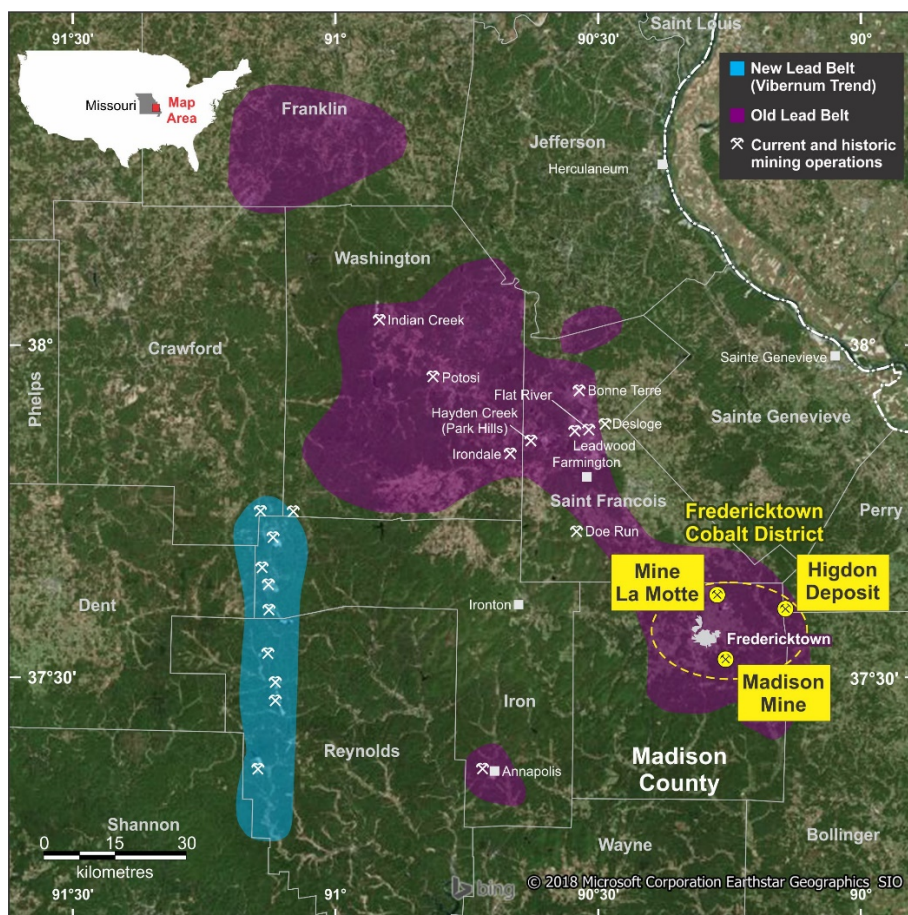 91°30'
91°
90°30'
90°
Saint Louis
Missouri
Map
Area
New Lead Belt
(Vibernum Trend)
Old Lead Belt
Current and historic
mining operations
Franklin
Jefferson
Herculaneum
Washington
Indian Creek
38°
38°
Crawford
Sainte Genevieve
Phelps
Potosi
Bonne Terre
Flat River
Hayden Creek
(Park Hills)
Desloge
Sainte Genevieve
Leadwood
Irondale
Farmington
Saint Francois
Fredericktown
Cobalt District
Perry
Doe Run
Mine
La Motte
Higdon
Deposit
Dent
Ironton
Fredericktown
37°30'
37°30'
Madison
Mine
Iron
Reynolds
Madison
County
Annapolis
Shannon
0 15 30
kilometres
Wayne
Bollinger
bing
© 2018 Microsoft Corporation Earthstar Geographics SIO
91°30'
91°
90°30'
90°